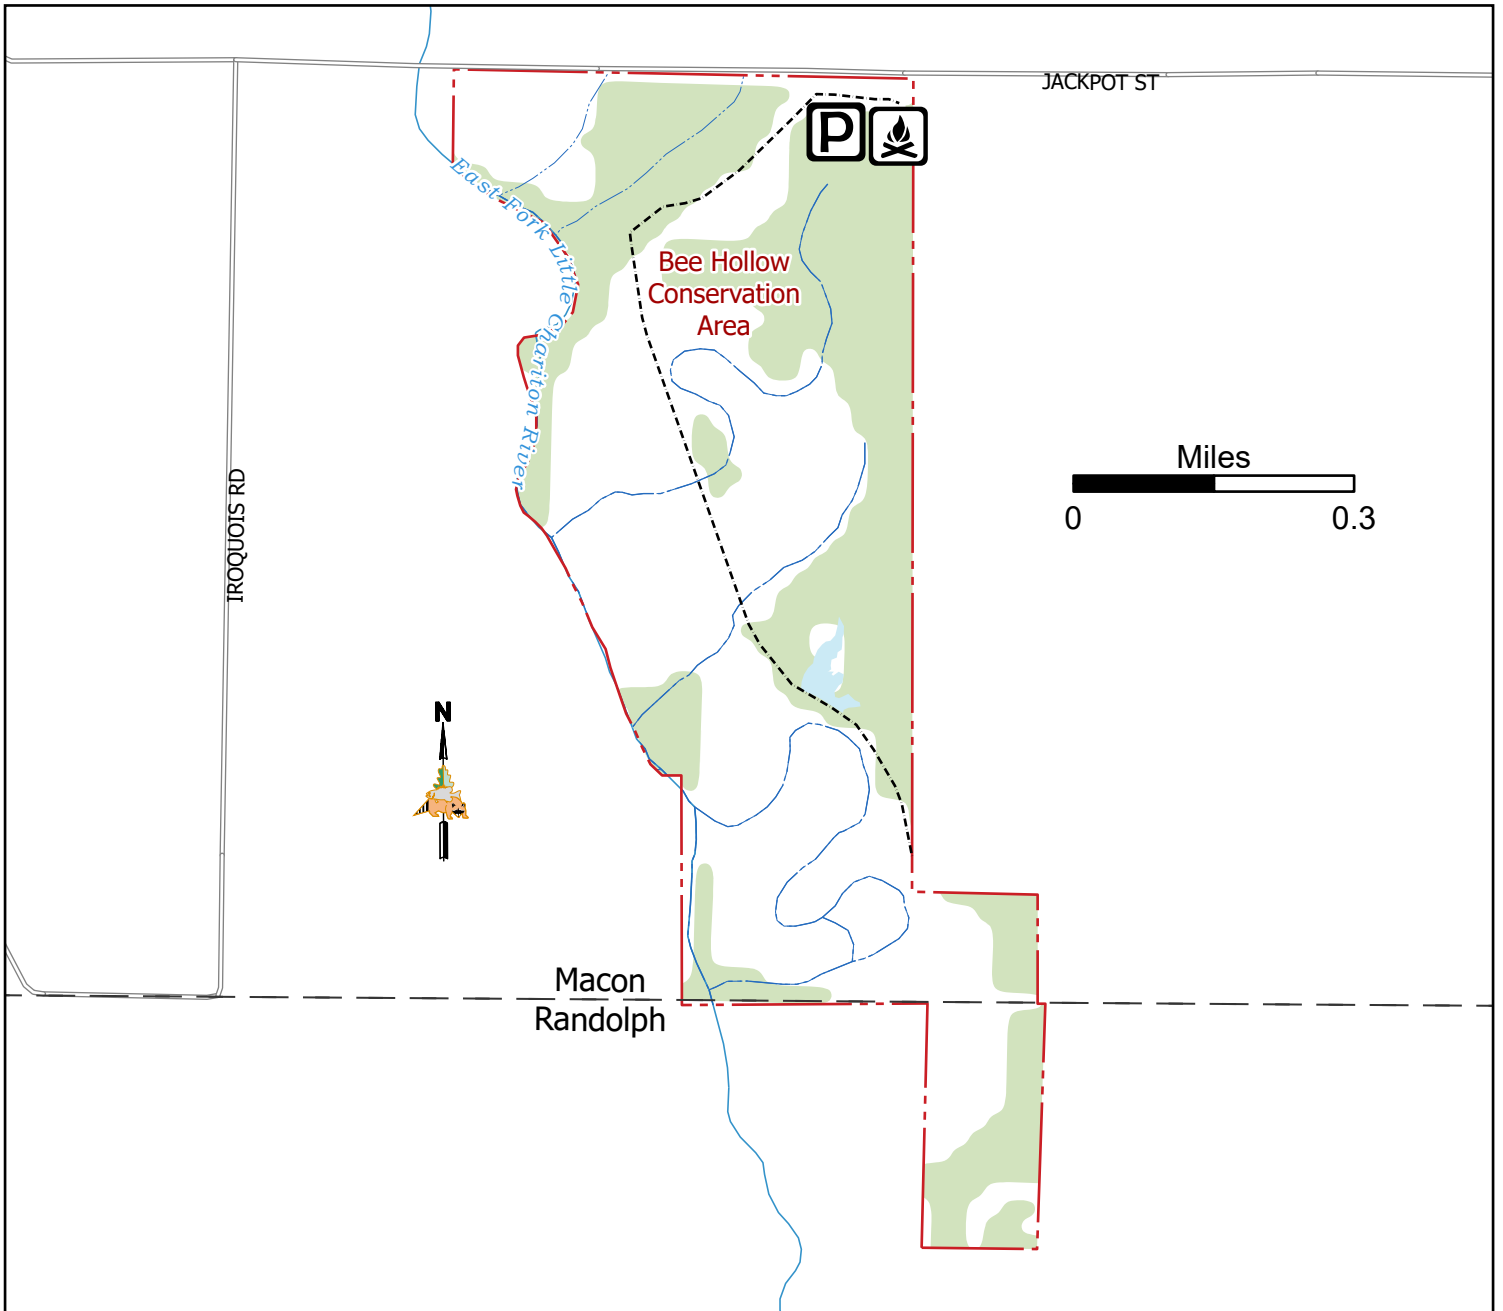 JACKPOT ST
P
East Fork Little Chariton River
Bee Hollow
Conservation
Area
IROQUOIS RD
Miles
0 0.3
N
Macon
Randolph